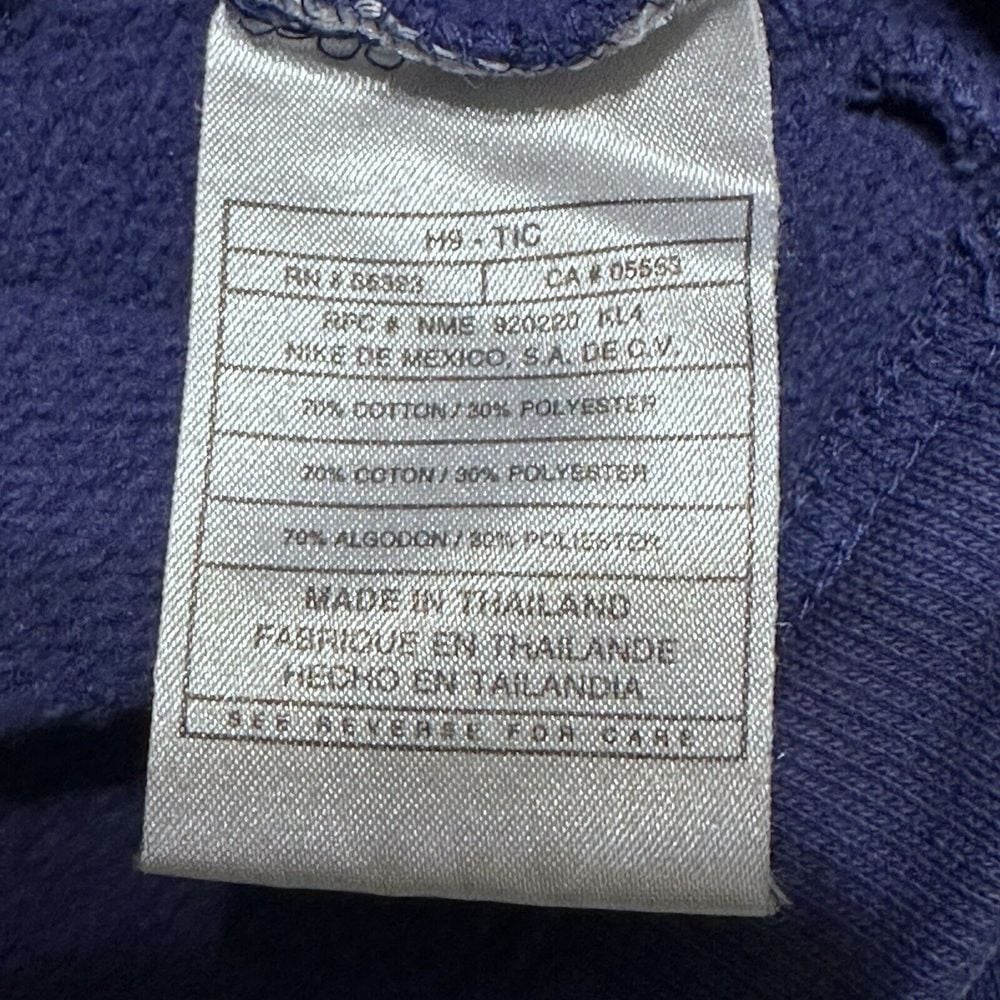 H9 - TIC
RN # 56323 CA # 05553
RFC # NME 920220 KL4
NIKE DE MEXICO, S.A. DE C.V.
70% COTTON / 30% POLYESTER
70% COTON / 30% POLYESTER
70% ALGODON / 30% POLIESTER
MADE IN THAILAND
FABRIQUE EN THAILANDE
HECHO EN TAILANDIA
SEE REVERSE FOR CARE